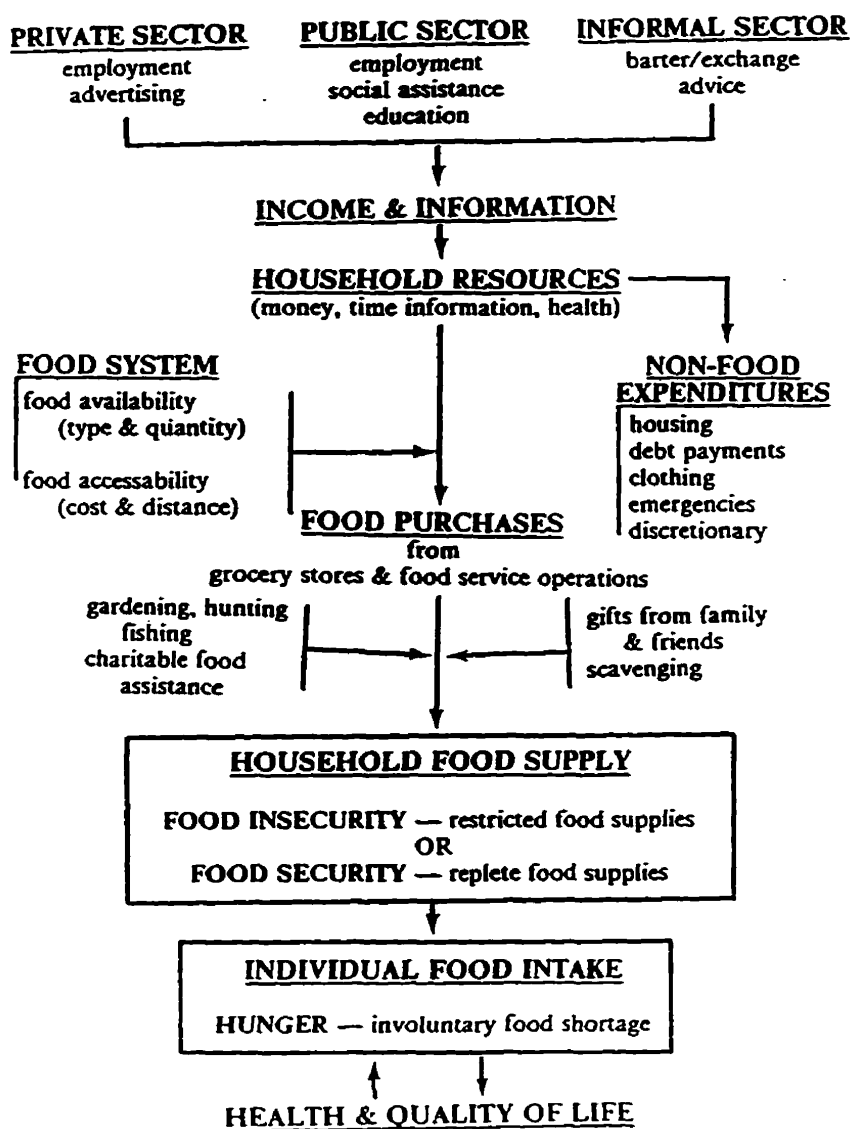 PRIVATE SECTOR
employment
advertising
PUBLIC SECTOR
employment
social assistance
education
INFORMAL SECTOR
barter/exchange
advice
INCOME & INFORMATION
HOUSEHOLD RESOURCES
(money, time information, health)
FOOD SYSTEM
food availability
(type & quantity)
food accessability
(cost & distance)
NON-FOOD
EXPENDITURES
housing
debt payments
clothing
emergencies
discretionary
FOOD PURCHASES
from
grocery stores & food service operations
gardening, hunting
fishing
charitable food
assistance
gifts from family
& friends
scavenging
HOUSEHOLD FOOD SUPPLY
FOOD INSECURITY — restricted food supplies
OR
FOOD SECURITY — replete food supplies
INDIVIDUAL FOOD INTAKE
HUNGER — involuntary food shortage
HEALTH & QUALITY OF LIFE